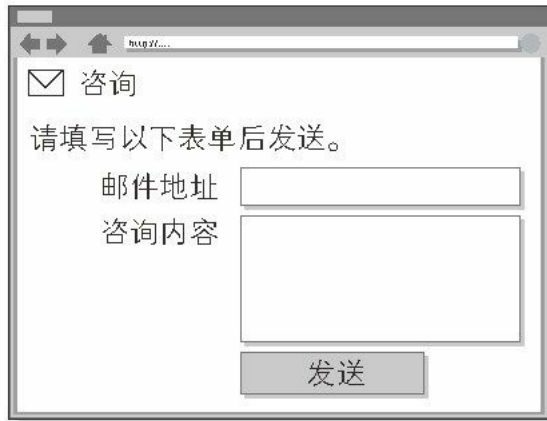 http://....
咨询
请填写以下表单后发送。
邮件地址
咨询内容
发送